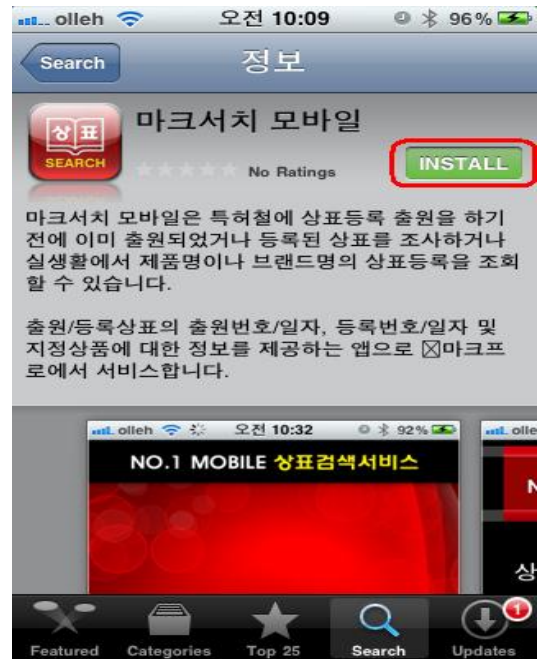 olleh 오전 10:09 96%
Search 정보
상표
SEARCH
마크서치 모바일
No Ratings
INSTALL
마크서치 모바일은 특허철에 상표등록 출원을 하기
전에 이미 출원되었거나 등록된 상표를 조사하거나
실생활에서 제품명이나 브랜드명의 상표등록을 조회
할 수 있습니다.
출원/등록상표의 출원번호/일자, 등록번호/일자 및
지정상품에 대한 정보를 제공하는 앱으로 ☒마크프
로에서 서비스합니다.
olleh 오전 10:32 92%
NO.1 MOBILE 상표검색서비스
olle
N
상
1
Featured Categories Top 25 Search Updates